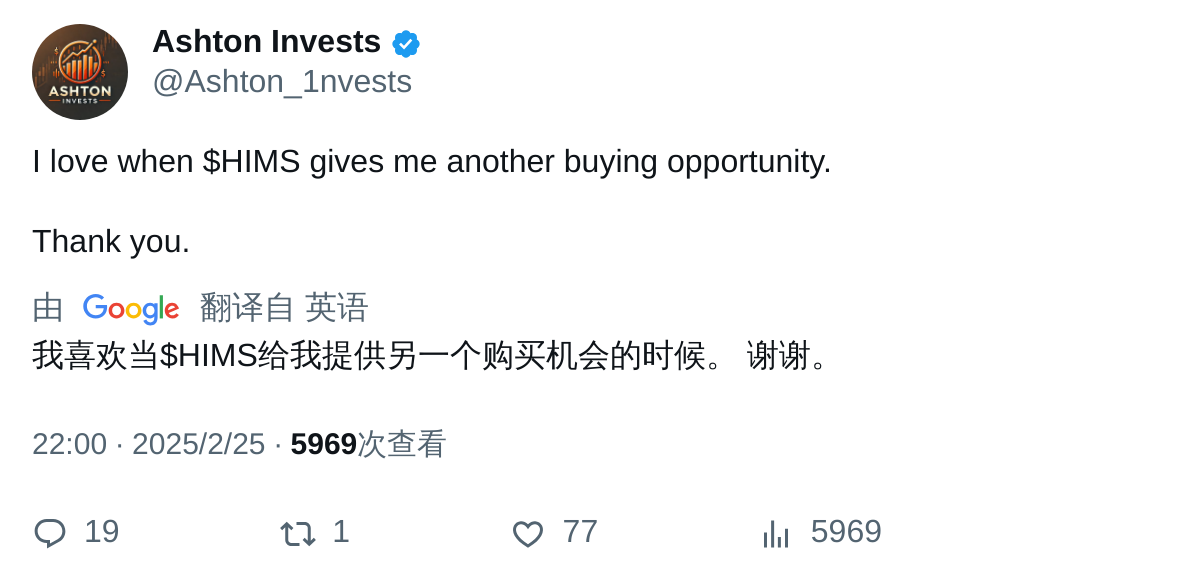 ASHTON
INVESTS
Ashton Invests
@Ashton_1nvests
I love when $HIMS gives me another buying opportunity.
Thank you.
由 Google 翻译自 英语
我喜欢当$HIMS给我提供另一个购买机会的时候。 谢谢。
22:00 · 2025/2/25 · 5969次查看
19 1 77 5969